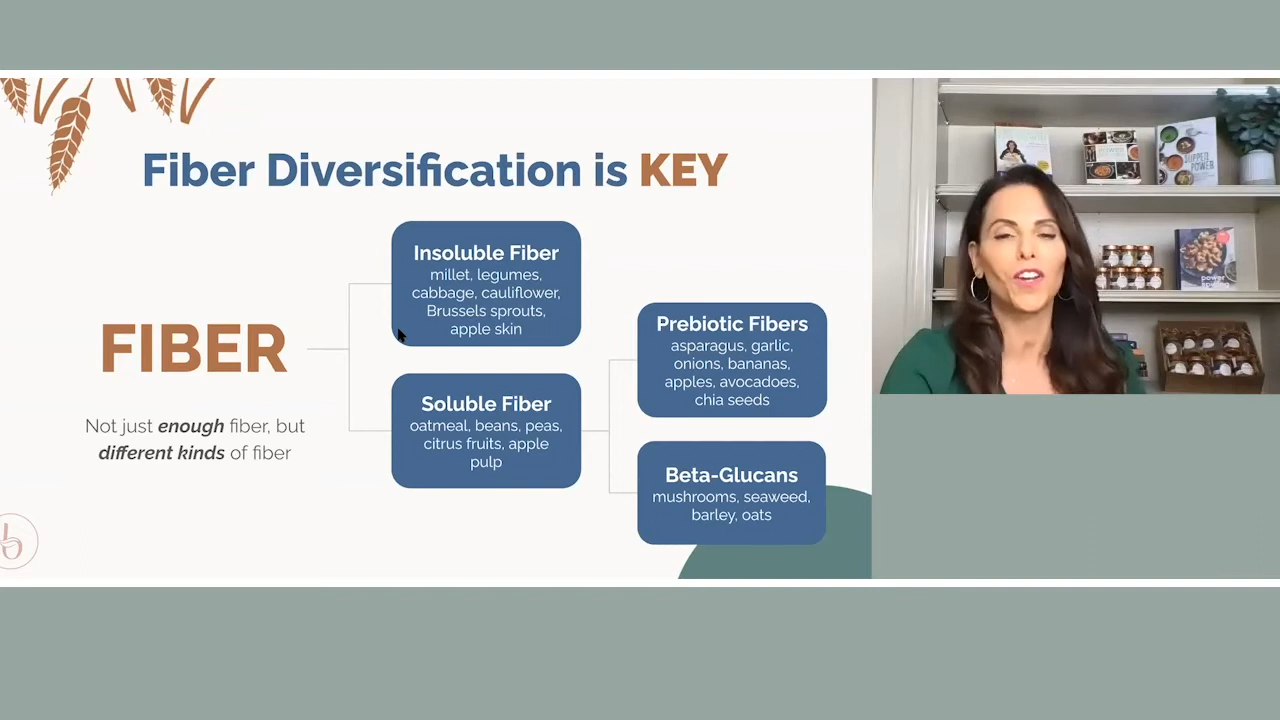 Fiber Diversification is KEY
FIBER
Not just enough fiber, but
different kinds of fiber
Insoluble Fiber
millet, legumes,
cabbage, cauliflower,
Brussels sprouts,
apple skin
Soluble Fiber
oatmeal, beans, peas,
citrus fruits, apple
pulp
Prebiotic Fibers
asparagus, garlic,
onions, bananas,
apples, avocadoes,
chia seeds
Beta-Glucans
mushrooms, seaweed,
barley, oats
b
power